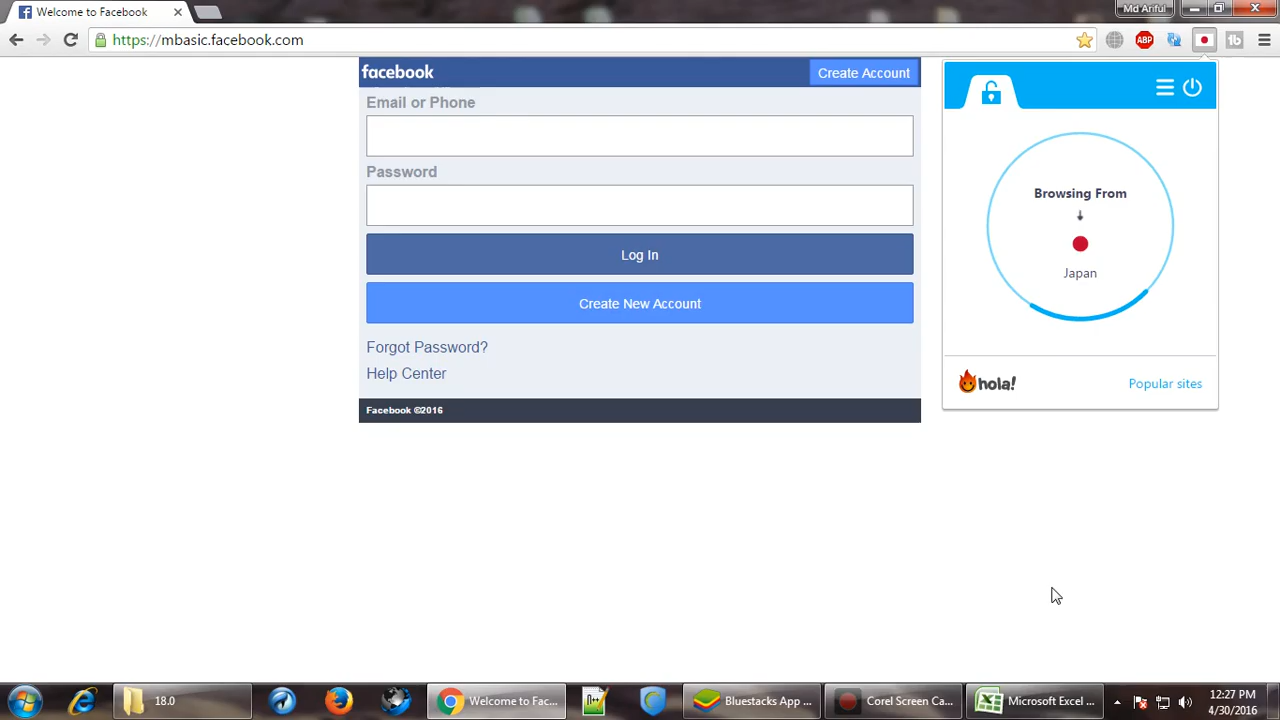 Welcome to Facebook
Md Ariful
https://mbasic.facebook.com
ABP
1b
facebook
Create Account
Email or Phone
Password
Log In
Create New Account
Forgot Password?
Help Center
Facebook ©2016
Browsing From
Japan
hola!
Popular sites
18.0
Welcome to Fac...
Bluestacks App ...
Corel Screen Ca...
Microsoft Excel ...
12:27 PM
4/30/2016